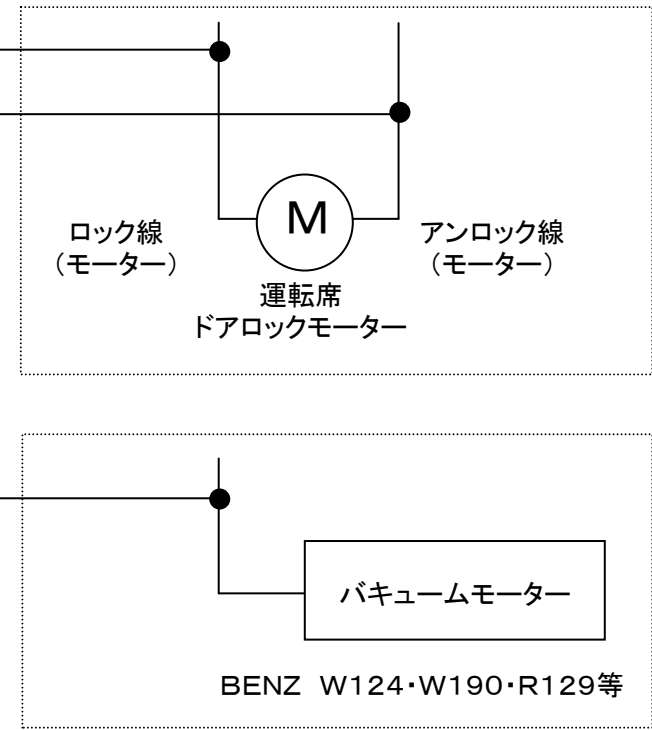 M
ロック線
（モーター）
アンロック線
（モーター）
運転席
ドアロックモーター
バキュームモーター
BENZ　W124・W190・R129等